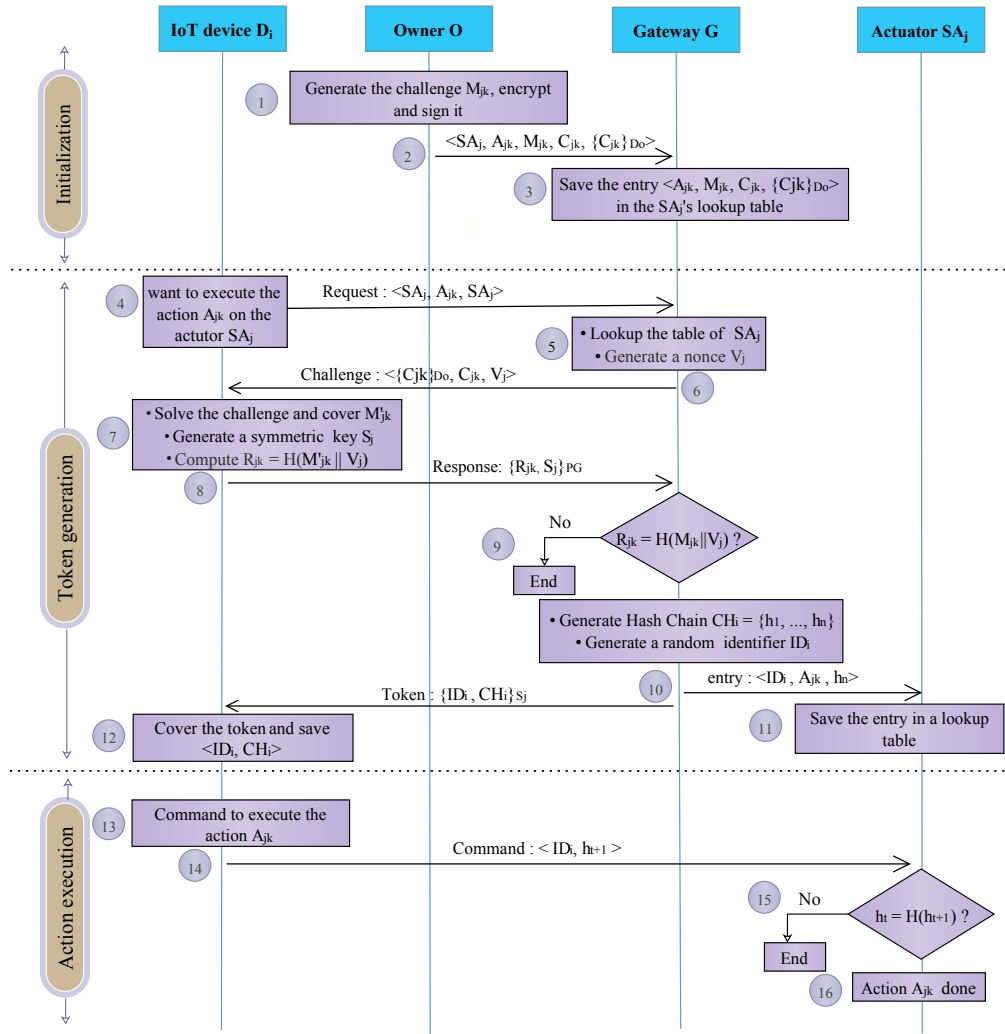 IoT device Di
Owner O
Gateway G
Actuator SAj
Initialization
1
Generate the challenge Mjk, encrypt
and sign it
2
<SAj, Ajk, Mjk, Cjk, {Cjk}Do>
3
Save the entry <Ajk, Mjk, Cjk, {Cjk}Do>
in the SAj's lookup table
Token generation
4
want to execute the
action Ajk on the
actutor SAj
Request : <SAj, Ajk, SAj>
5
• Lookup the table of SAj
• Generate a nonce Vj
Challenge : <{Cjk}Do, Cjk, Vj>
6
7
• Solve the challenge and cover M'jk
• Generate a symmetric key Sj
• Compute Rjk = H(M'jk || Vj)
8
Response: {Rjk, Sj}PG
Rjk = H(Mjk||Vj) ?
9
No
End
• Generate Hash Chain CHi = {h1, ..., hn}
• Generate a random identifier IDi
10
Token : {IDi , CHi}Sj
entry : <IDi , Ajk , hn>
11
Save the entry in a lookup
table
12
Cover the token and save
<IDi, CHi>
Action execution
13
Command to execute the
action Ajk
14
Command : < IDi, ht+1 >
15
No
ht = H(ht+1) ?
End
16
Action Ajk done